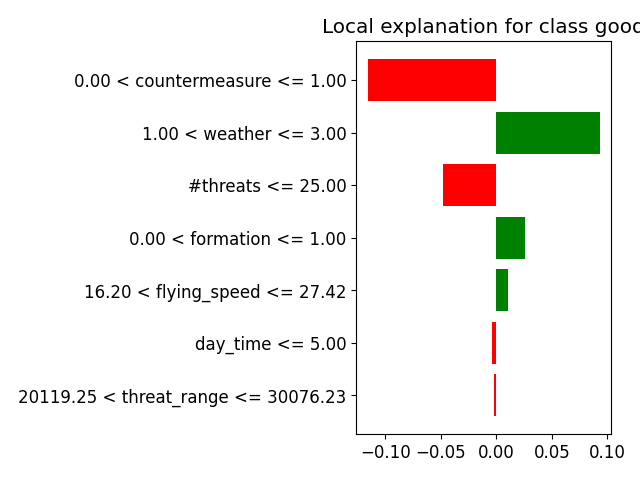 Local explanation for class good
0.00 < countermeasure <= 1.00
1.00 < weather <= 3.00
#threats <= 25.00
0.00 < formation <= 1.00
16.20 < flying_speed <= 27.42
day_time <= 5.00
20119.25 < threat_range <= 30076.23
−0.10 −0.05 0.00 0.05 0.10